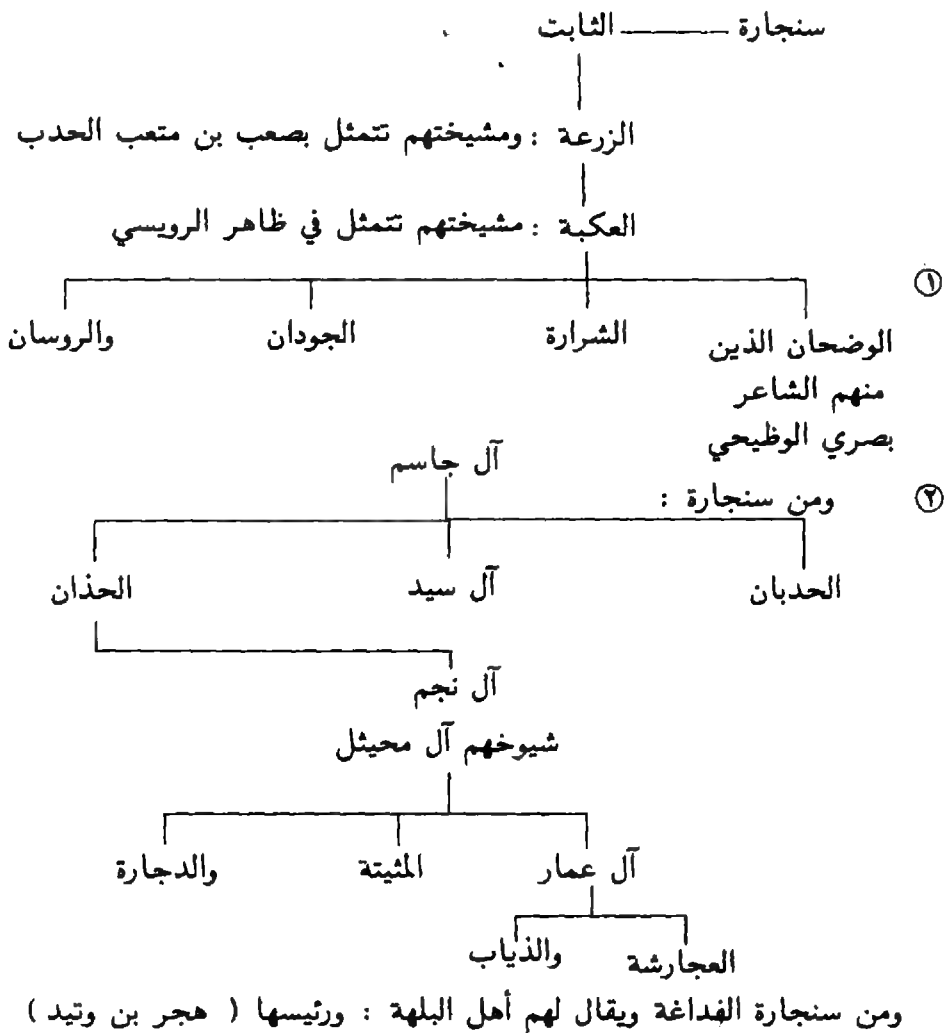 سنجارة ـــــــ الثابت
الزرعة : ومشيختهم تتمثل بصعب بن متعب الحدب
العكبة : مشيختهم تتمثل في ظاهر الرويسي
①
الوضحان الذين الشرارة الجودان والروسان
منهم الشاعر
بصري الوظيحي
آل جاسم
② ومن سنجارة :
الحدبان آل سيد الحذان
آل نجم
شيوخهم آل محيثل
آل عمار المثيتة والدجارة
العجارشة والذياب
ومن سنجارة الفداغة ويقال لهم أهل البلهة : ورئيسها ( هجر بن وتيد )